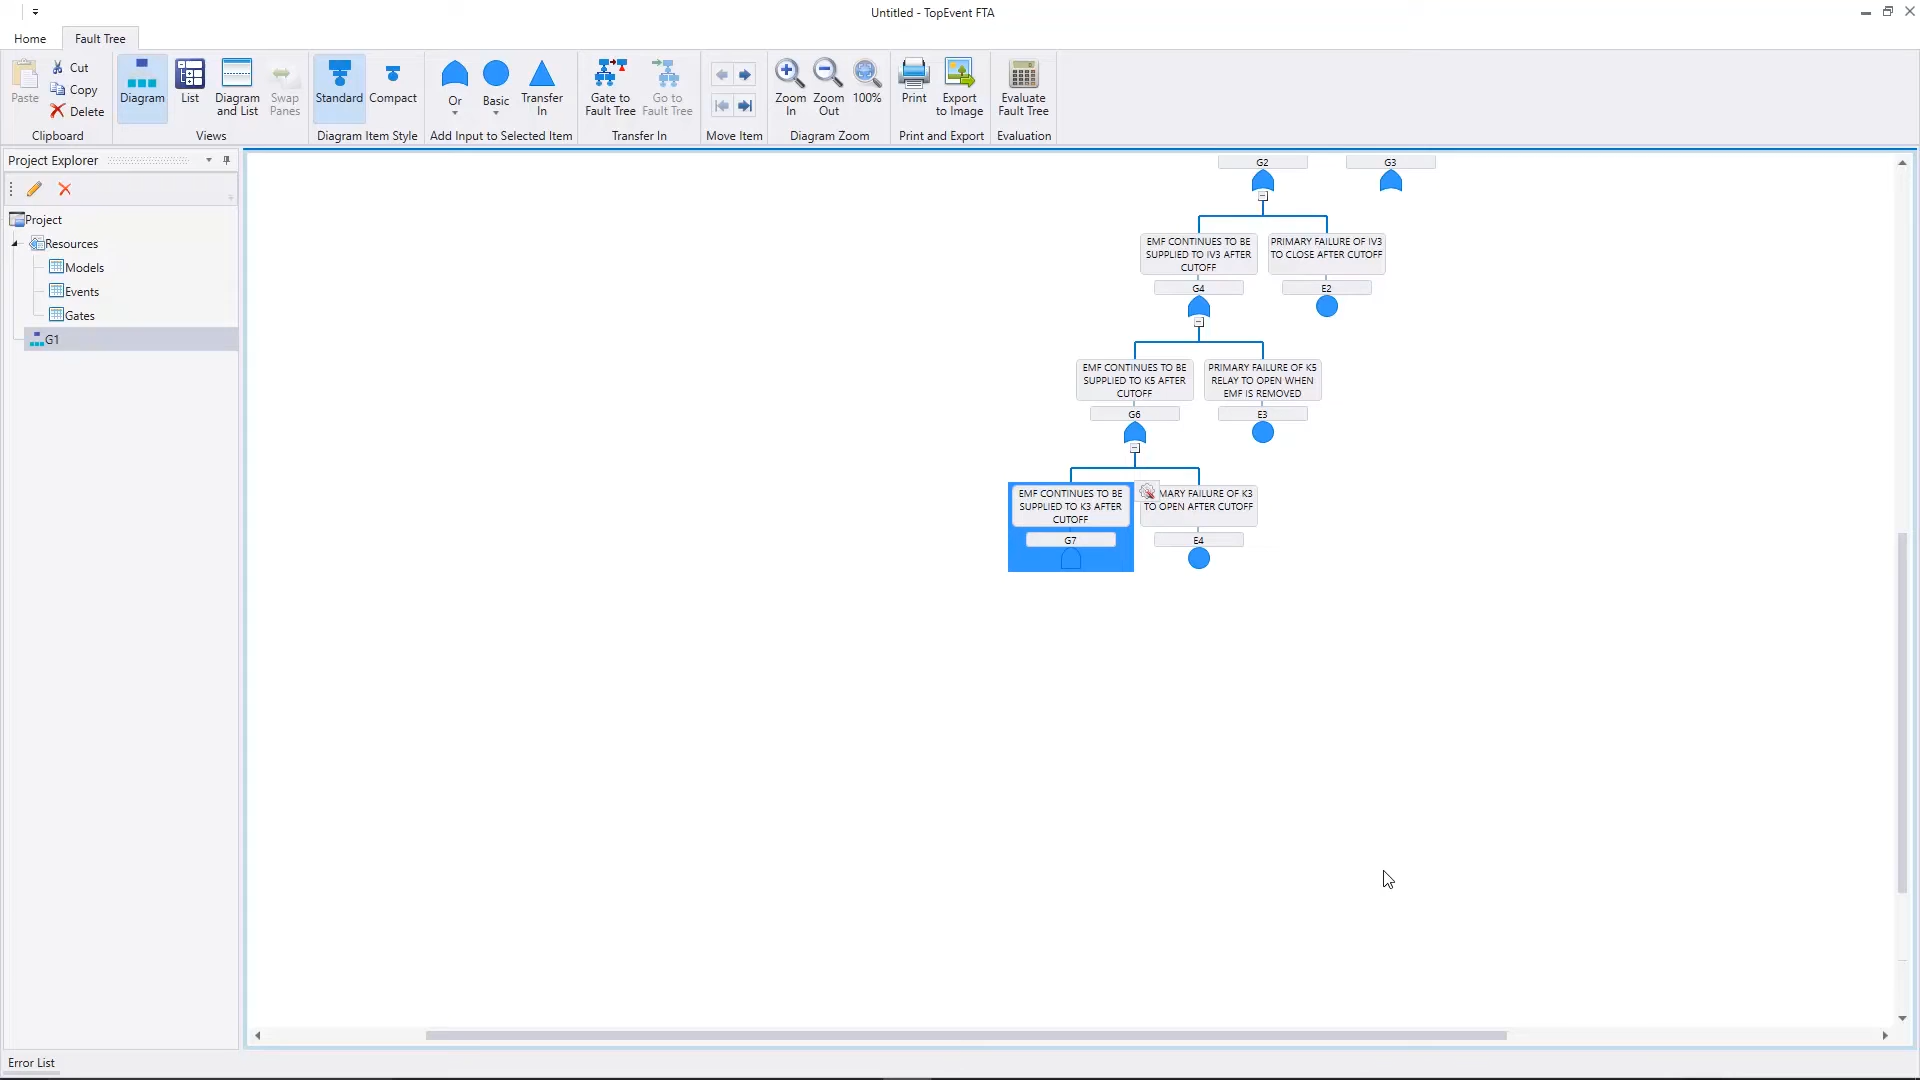 Untitled - TopEvent FTA
Home
Fault Tree
Paste
Cut
Copy
Delete
Clipboard
Diagram
List
Diagram
and List
Swap
Panes
Views
Standard
Compact
Diagram Item Style
Or
Basic
Transfer
In
Add Input to Selected Item
Gate to
Fault Tree
Go to
Fault Tree
Transfer In
Move Item
Zoom
In
Zoom
Out
100%
Diagram Zoom
Print
Export
to Image
Print and Export
Evaluate
Fault Tree
Evaluation
Project Explorer
Project
Resources
Models
Events
Gates
G1
G2
G3
EMF CONTINUES TO BE
SUPPLIED TO IV3 AFTER
CUTOFF
G4
PRIMARY FAILURE OF IV3
TO CLOSE AFTER CUTOFF
E2
EMF CONTINUES TO BE
SUPPLIED TO K5 AFTER
CUTOFF
G6
PRIMARY FAILURE OF K5
RELAY TO OPEN WHEN
EMF IS REMOVED
E3
EMF CONTINUES TO BE
SUPPLIED TO K3 AFTER
CUTOFF
G7
MARY FAILURE OF K3
TO OPEN AFTER CUTOFF
E4
Error List